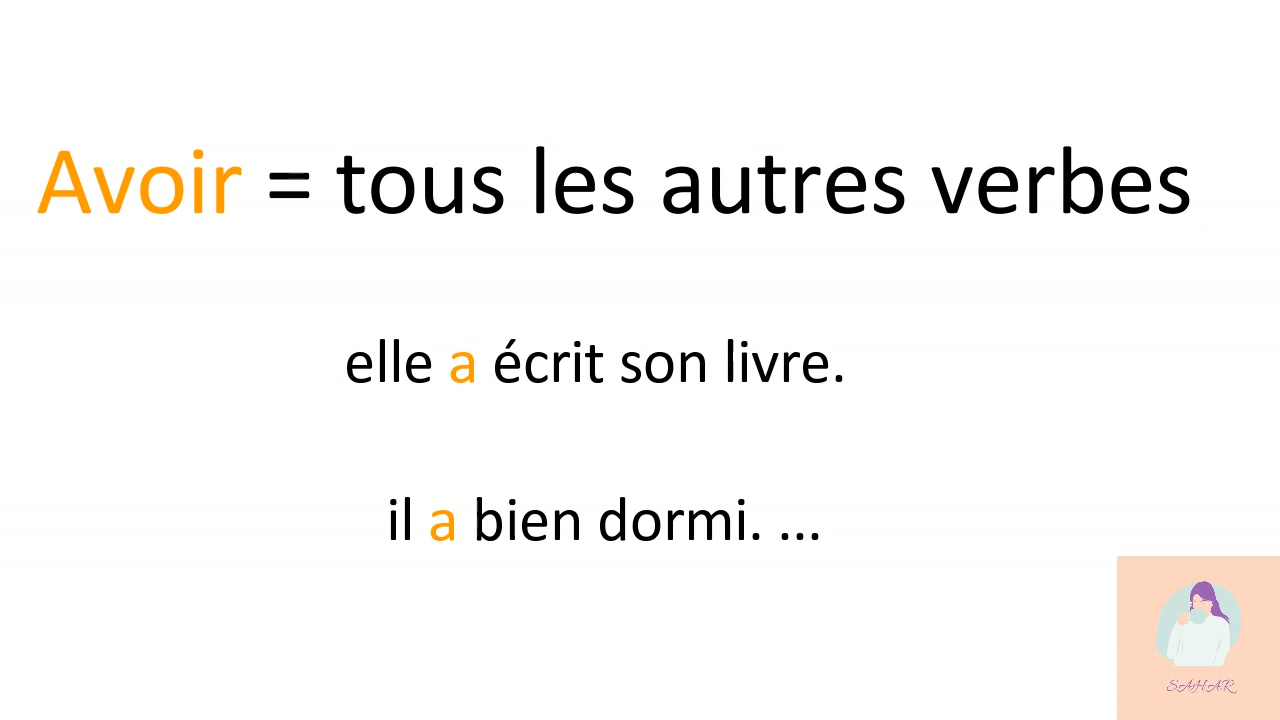 Avoir = tous les autres verbes
elle a écrit son livre.
il a bien dormi. ...
SAHAR